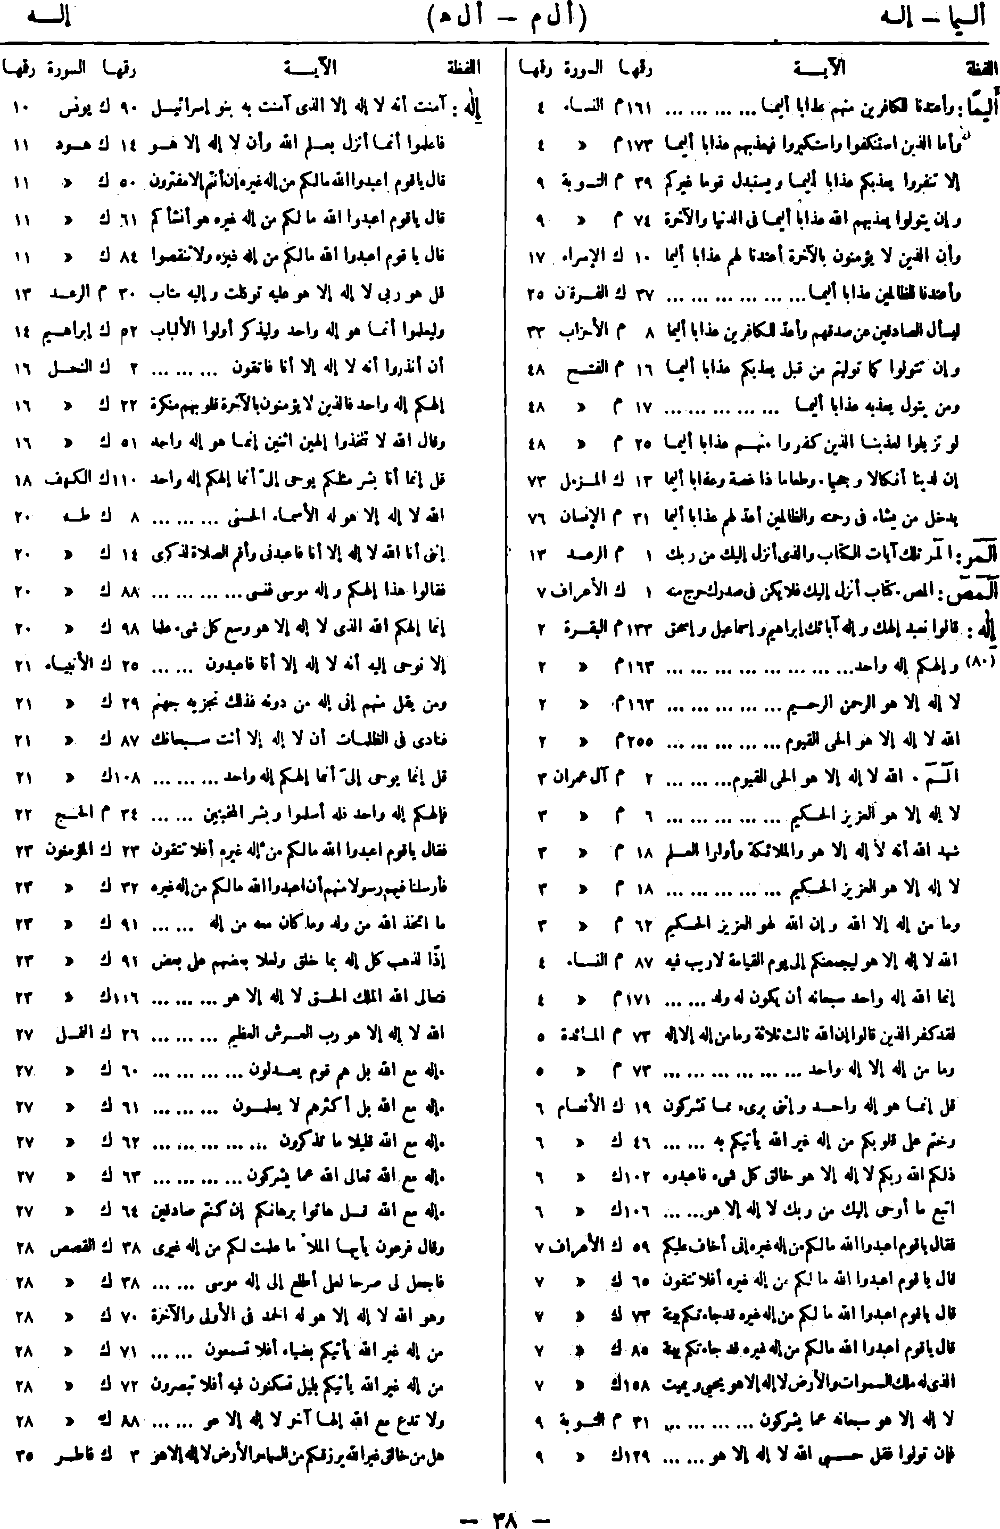 أليما - إله (أل م - أل ه) إلــه
اللفظة الآيــة رقمها السورة رقمها
أَلِيمًا : وأعتدنا للكافرين منهم عذابا أليما ... ... ... ... ١٦١ م النساء ٤
وأما الذين استنكفوا واستكبروا فيعذبهم عذابا أليما ١٧٣ م « ٤
إلا تنفروا يعذبكم عذابا أليما ويستبدل قوما غيركم ٣٩ م التوبة ٩
وإن يتولوا يعذبهم الله عذابا أليما فى الدنيا والآخرة ٧٤ م « ٩
وأن الذين لا يؤمنون بالآخرة أعتدنا لهم عذابا أليما ١٠ ك الإسراء ١٧
وأعتدنا للظالمين عذابا أليما ... ... ... ... ... ... ٣٧ ك الفرقان ٢٥
ليسأل الصادقين عن صدقهم وأعد للكافرين عذابا أليما ٨ م الأحزاب ٣٣
وإن تتولوا كما توليتم من قبل يعذبكم عذابا أليما ١٦ م الفتح ٤٨
ومن يتول يعذبه عذابا أليما ... ... ... ... ... ... ١٧ م « ٤٨
لو تزيلوا لعذبنا الذين كفروا منهم عذابا أليما ٢٥ م « ٤٨
إن لدينا أنكالا وجحيما . وطعاما ذا غصة وعذابا أليما ١٣ ك المزمل ٧٣
يدخل من يشاء فى رحمته والظالمين أعد لهم عذابا أليما ٣١ م الإنسان ٧٦
الٓمٓر : الٓمر تلك آيات الكتاب والذى أنزل إليك من ربك ١ م الرعد ١٣
الٓمٓصٓ : المص . كتاب أنزل إليك فلا يكن فى صدرك حرج منه ١ ك الأعراف ٧
إِلَٰه : قالوا نعبد إلهك وإله آبائك إبراهيم وإسماعيل وإسحق ١٣٣ م البقرة ٢
(٨٠) وإلهكم إله واحد ... ... ... ... ... ... ... ... ١٦٣ م « ٢
لا إله إلا هو الرحمن الرحيم ... ... ... ... ... ١٦٣ م « ٢
الله لا إله إلا هو الحى القيوم ... ... ... ... ... ٢٥٥ م « ٢
الٓــمٓ . الله لا إله إلا هو الحى القيوم ... ... ... ٢ م آل عمران ٣
لا إله إلا هو العزيز الحكيم ... ... ... ... ... ٦ م « ٣
شهد الله أنه لا إله إلا هو والملائكة وأولوا العلم ١٨ م « ٣
لا إله إلا هو العزيز الحكيم ... ... ... ... ... ١٨ م « ٣
وما من إله إلا الله وإن الله لهو العزيز الحكيم ٦٢ م « ٣
الله لا إله إلا هو ليجمعنكم إلى يوم القيامة لا ريب فيه ٨٧ م النساء ٤
إنما الله إله واحد سبحانه أن يكون له ولد ... ... ١٧١ م « ٤
لقد كفر الذين قالوا إن الله ثالث ثلاثة وما من إله إلا إله ٧٣ م المائدة ٥
وما من إله إلا إله واحد ... ... ... ... ... ... ٧٣ م « ٥
قل إنما هو إله واحد وإننى برىء مما تشركون ١٩ ك الأنعام ٦
وختم على قلوبكم من إله غير الله يأتيكم به ... ... ٤٦ ك « ٦
ذلكم الله ربكم لا إله إلا هو خالق كل شىء فاعبدوه ١٠٢ ك « ٦
اتبع ما أوحى إليك من ربك لا إله إلا هو ... ... ١٠٦ ك « ٦
فقال يا قوم اعبدوا الله مالكم من إله غيره إنى أخاف عليكم ٥٩ ك الأعراف ٧
قال يا قوم اعبدوا الله ما لكم من إله غيره أفلا تتقون ٦٥ ك « ٧
قال يا قوم اعبدوا الله ما لكم من إله غيره قد جاءتكم بينة ٧٣ ك « ٧
قال يا قوم اعبدوا الله مالكم من إله غيره قد جاءتكم بينة ٨٥ ك « ٧
الذى له ملك السموات والأرض لا إله إلا هو يحيى ويميت ١٥٨ ك « ٧
لا إله إلا هو سبحانه عما يشركون ... ... ... ... ٣١ م التوبة ٩
فإن تولوا فقل حسبى الله لا إله إلا هو ... ... ١٢٩ ك « ٩
اللفظة الآيــة رقمها السورة رقمها
إِلَٰه : آمنت أنه لا إله إلا الذى آمنت به بنو إسرائيل ٩٠ ك يونس ١٠
فاعلموا أنما أنزل بعلم الله وأن لا إله إلا هو ١٤ ك هود ١١
قال يا قوم اعبدوا الله مالكم من إله غيره إن أنتم إلا مفترون ٥٠ ك « ١١
قال يا قوم اعبدوا الله ما لكم من إله غيره هو أنشأكم ٦١ ك « ١١
قال يا قوم اعبدوا الله مالكم من إله غيره ولا تنقصوا ٨٤ ك « ١١
قل هو ربى لا إله إلا هو عليه توكلت وإليه متاب ٣٠ م الرعد ١٣
وليعلموا أنما هو إله واحد وليذكر أولوا الألباب ٥٢ ك إبراهيم ١٤
أن أنذروا أنه لا إله إلا أنا فاتقون ... ... ... ٢ ك النحل ١٦
إلهكم إله واحد فالذين لا يؤمنون بالآخرة قلوبهم منكرة ٢٢ ك « ١٦
وقال الله لا تتخذوا إلهين اثنين إنما هو إله واحد ٥١ ك « ١٦
قل إنما أنا بشر مثلكم يوحى إلىّ أنما إلهكم إله واحد ١١٠ ك الكهف ١٨
الله لا إله إلا هو له الأسماء الحسنى ... ... ... ٨ ك طــه ٢٠
إننى أنا الله لا إله إلا أنا فاعبدنى وأقم الصلاة لذكرى ١٤ ك « ٢٠
فقالوا هذا إلهكم وإله موسى فنسى ... ... ... ... ٨٨ ك « ٢٠
إنما إلهكم الله الذى لا إله إلا هو وسع كل شىء علما ٩٨ ك « ٢٠
إلا نوحى إليه أنه لا إله إلا أنا فاعبدون ... ... ٢٥ ك الأنبياء ٢١
ومن يقل منهم إنى إله من دونه فذلك نجزيه جهنم ٢٩ ك « ٢١
فنادى فى الظلمات أن لا إله إلا أنت سبحانك ٨٧ ك « ٢١
قل إنما يوحى إلىّ أنما إلهكم إله واحد ... ... ... ١٠٨ ك « ٢١
فإلهكم إله واحد فله أسلموا وبشر المخبتين ... ... ٣٤ م الحج ٢٢
فقال يا قوم اعبدوا الله مالكم من إله غيره أفلا تتقون ٢٣ ك المؤمنون ٢٣
فأرسلنا فيهم رسولا منهم أن اعبدوا الله مالكم من إله غيره ٣٢ ك « ٢٣
ما اتخذ الله من ولد وما كان معه من إله ... ... ٩١ ك « ٢٣
إذًا لذهب كل إله بما خلق ولعلا بعضهم على بعض ٩١ ك « ٢٣
فتعالى الله الملك الحق لا إله إلا هو ... ... ... ١١٦ ك « ٢٣
الله لا إله إلا هو رب العرش العظيم ... ... ... ٢٦ ك النمل ٢٧
ءإله مع الله بل هم قوم يعدلون ... ... ... ... ٦٠ ك « ٢٧
ءإله مع الله بل أكثرهم لا يعلمون ... ... ... ٦١ ك « ٢٧
ءإله مع الله قليلا ما تذكرون ... ... ... ... ... ٦٢ ك « ٢٧
ءإله مع الله تعالى الله عما يشركون ... ... ... ... ٦٣ ك « ٢٧
ءإله مع الله قل هاتوا برهانكم إن كنتم صادقين ٦٤ ك « ٢٧
وقال فرعون يأيها الملأ ما علمت لكم من إله غيرى ٣٨ ك القصص ٢٨
فاجعل لى صرحا لعلى أطلع إلى إله موسى ... ... ٣٨ ك « ٢٨
وهو الله لا إله إلا هو له الحمد فى الأولى والآخرة ٧٠ ك « ٢٨
من إله غير الله يأتيكم بضياء أفلا تسمعون ... ... ٧١ ك « ٢٨
من إله غير الله يأتيكم بليل تسكنون فيه أفلا تبصرون ٧٢ ك « ٢٨
ولا تدع مع الله إلها آخر لا إله إلا هو ... ... ٨٨ ك « ٢٨
هل من خالق غير الله يرزقكم من السماء والأرض لا إله إلا هو ٣ ك فاطر ٣٥
— ٣٨ —